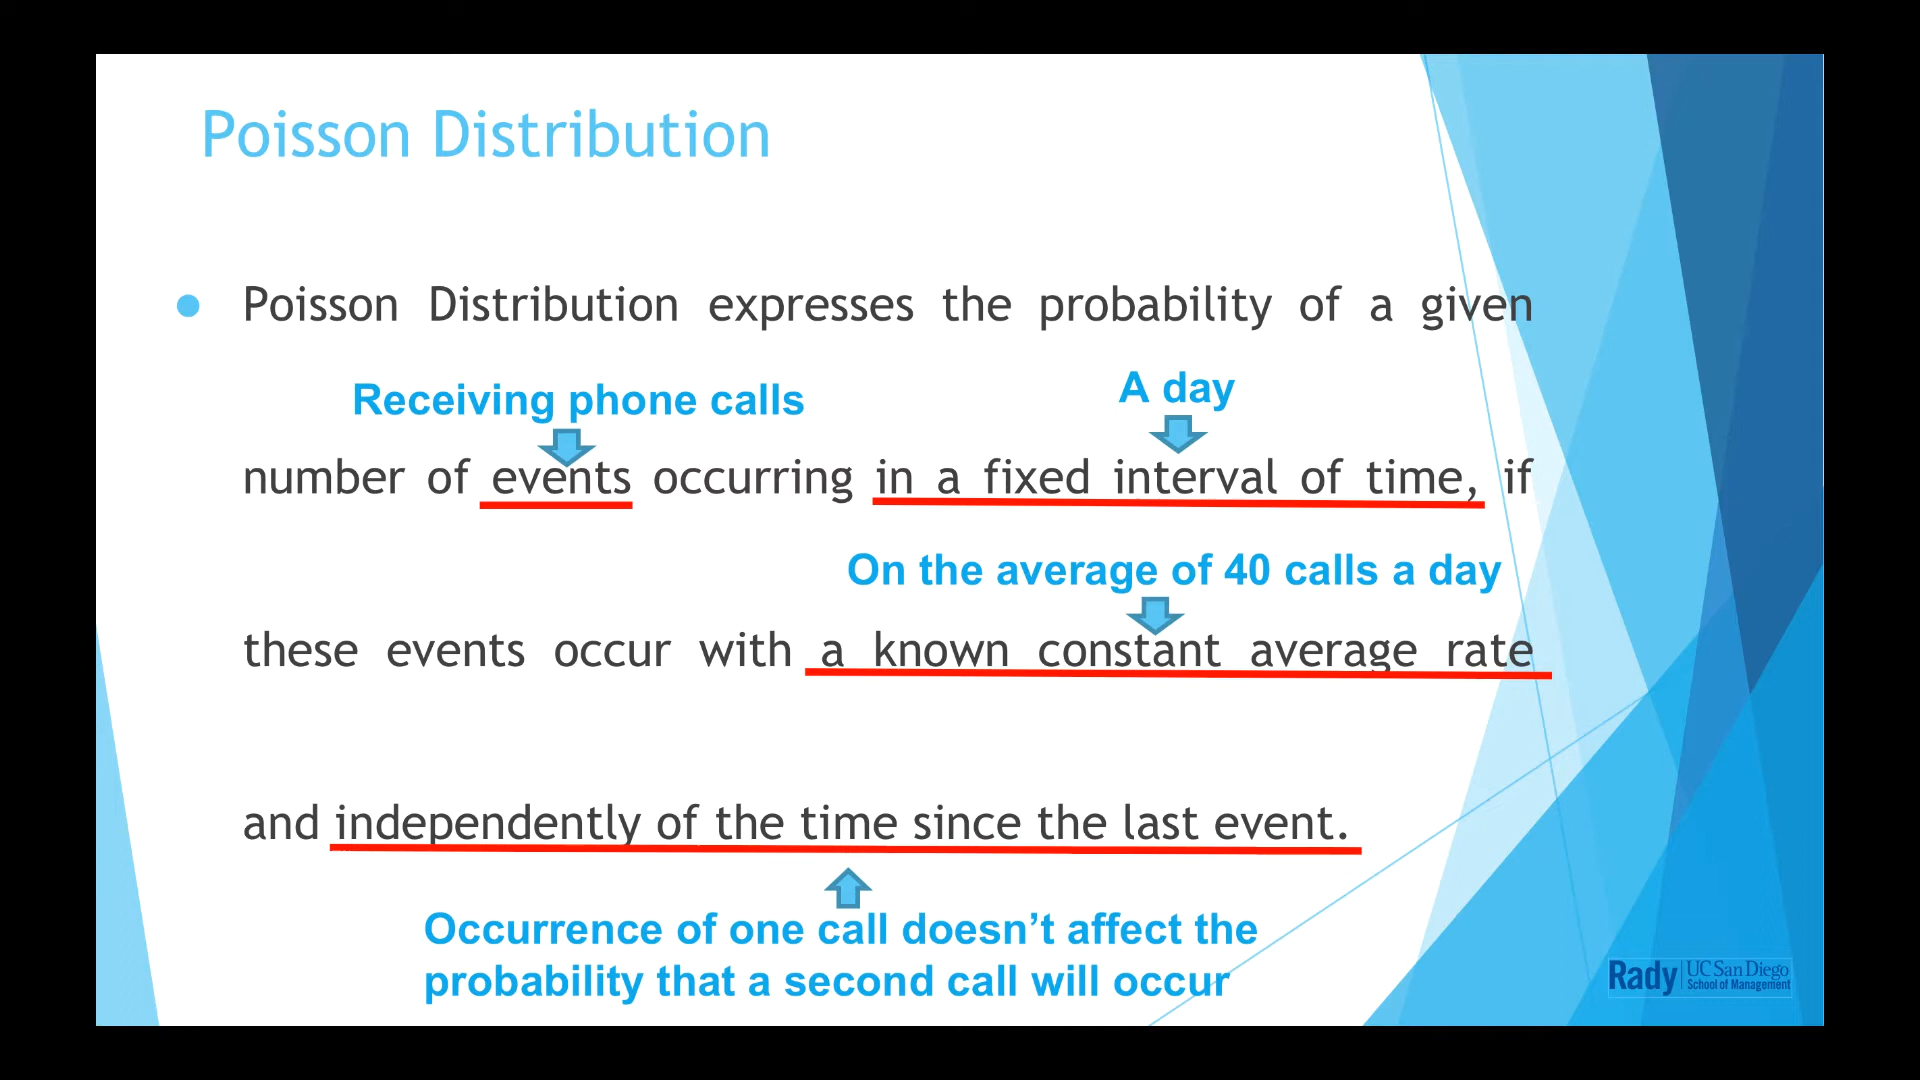 Poisson Distribution
Poisson Distribution expresses the probability of a given
Receiving phone calls
A day
number of events occurring in a fixed interval of time, if
On the average of 40 calls a day
these events occur with a known constant average rate
and independently of the time since the last event.
Occurrence of one call doesn’t affect the
probability that a second call will occur
Rady
UC San Diego
School of Management